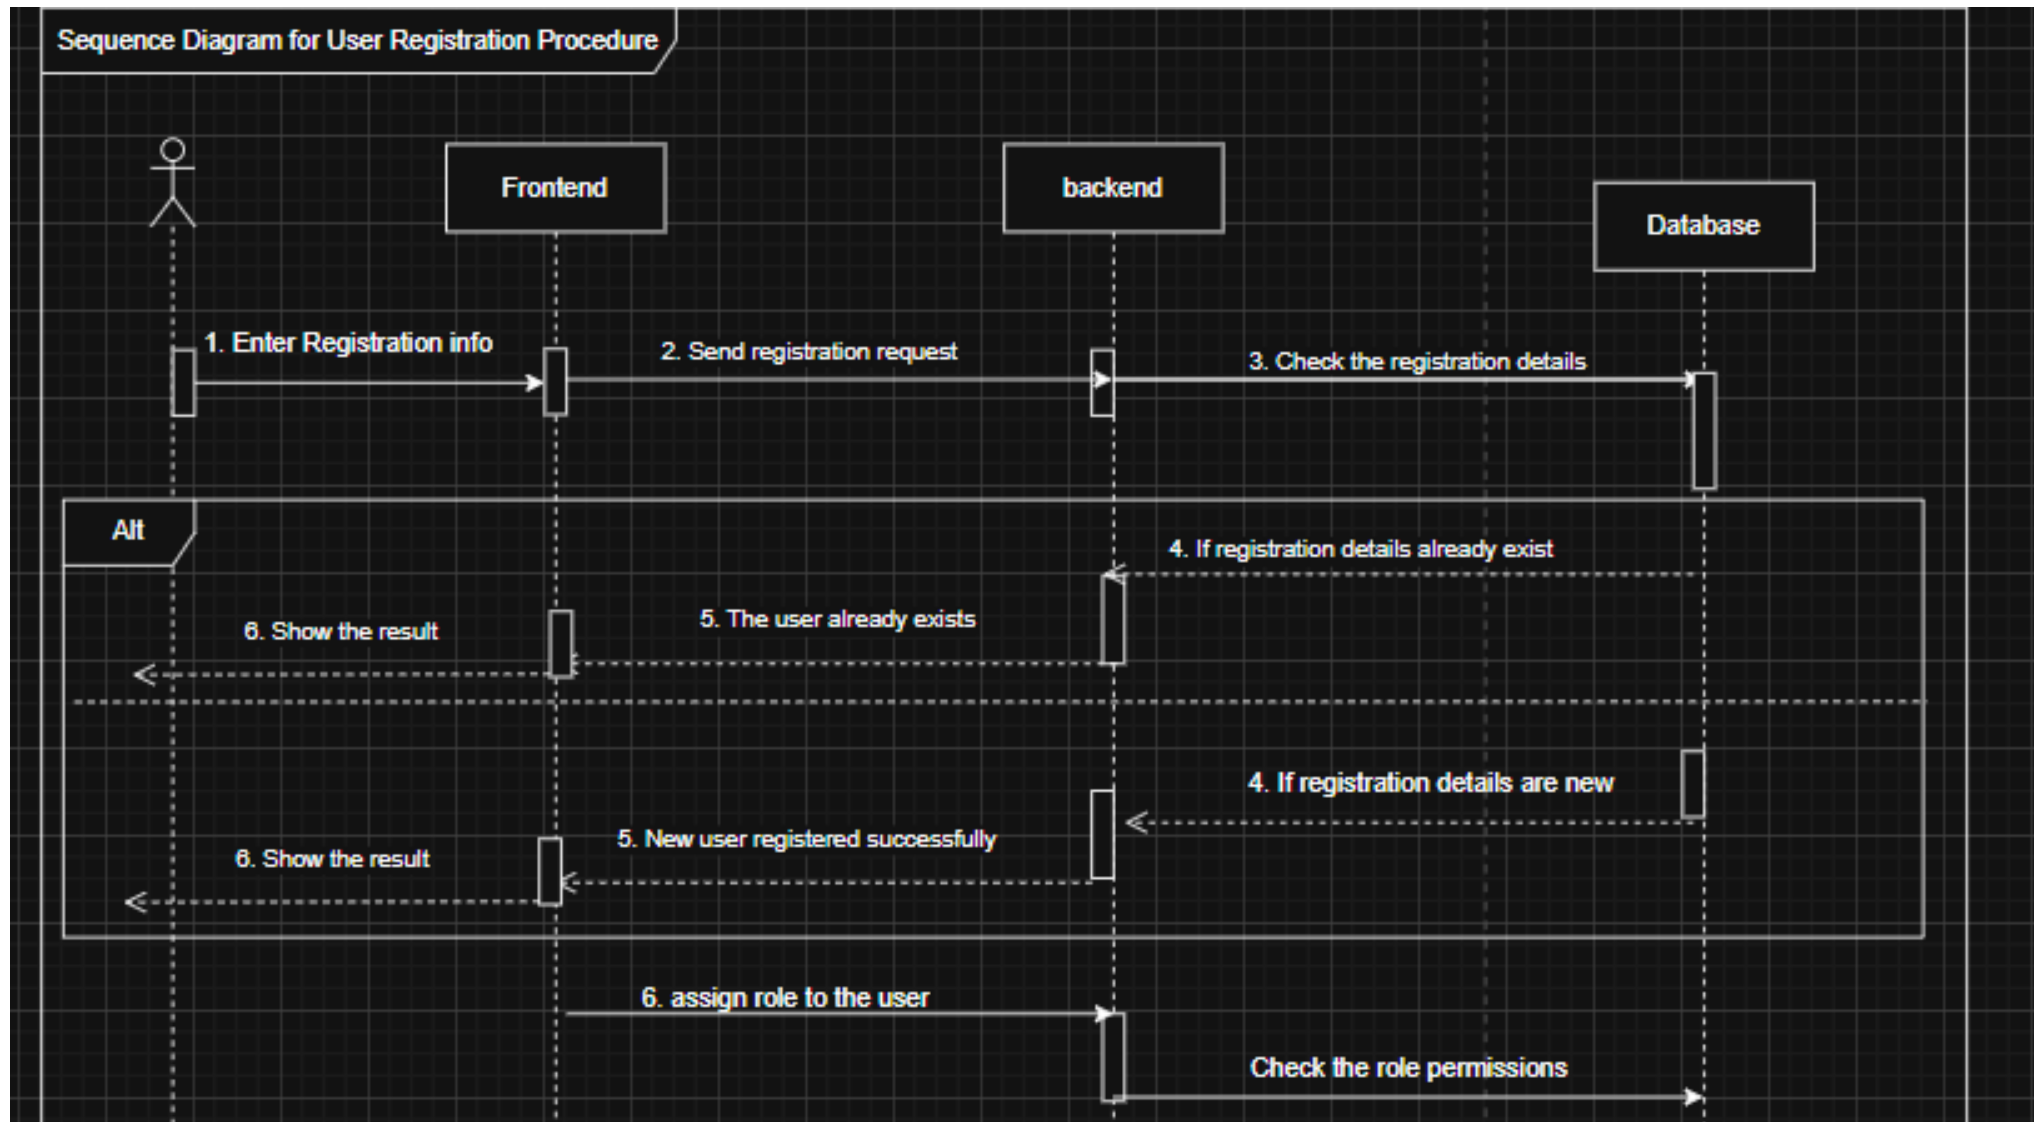 Sequence Diagram for User Registration Procedure
Frontend
backend
Database
1. Enter Registration info
2. Send registration request
3. Check the registration details
Alt
4. If registration details already exist
5. The user already exists
6. Show the result
4. If registration details are new
5. New user registered successfully
6. Show the result
6. assign role to the user
Check the role permissions